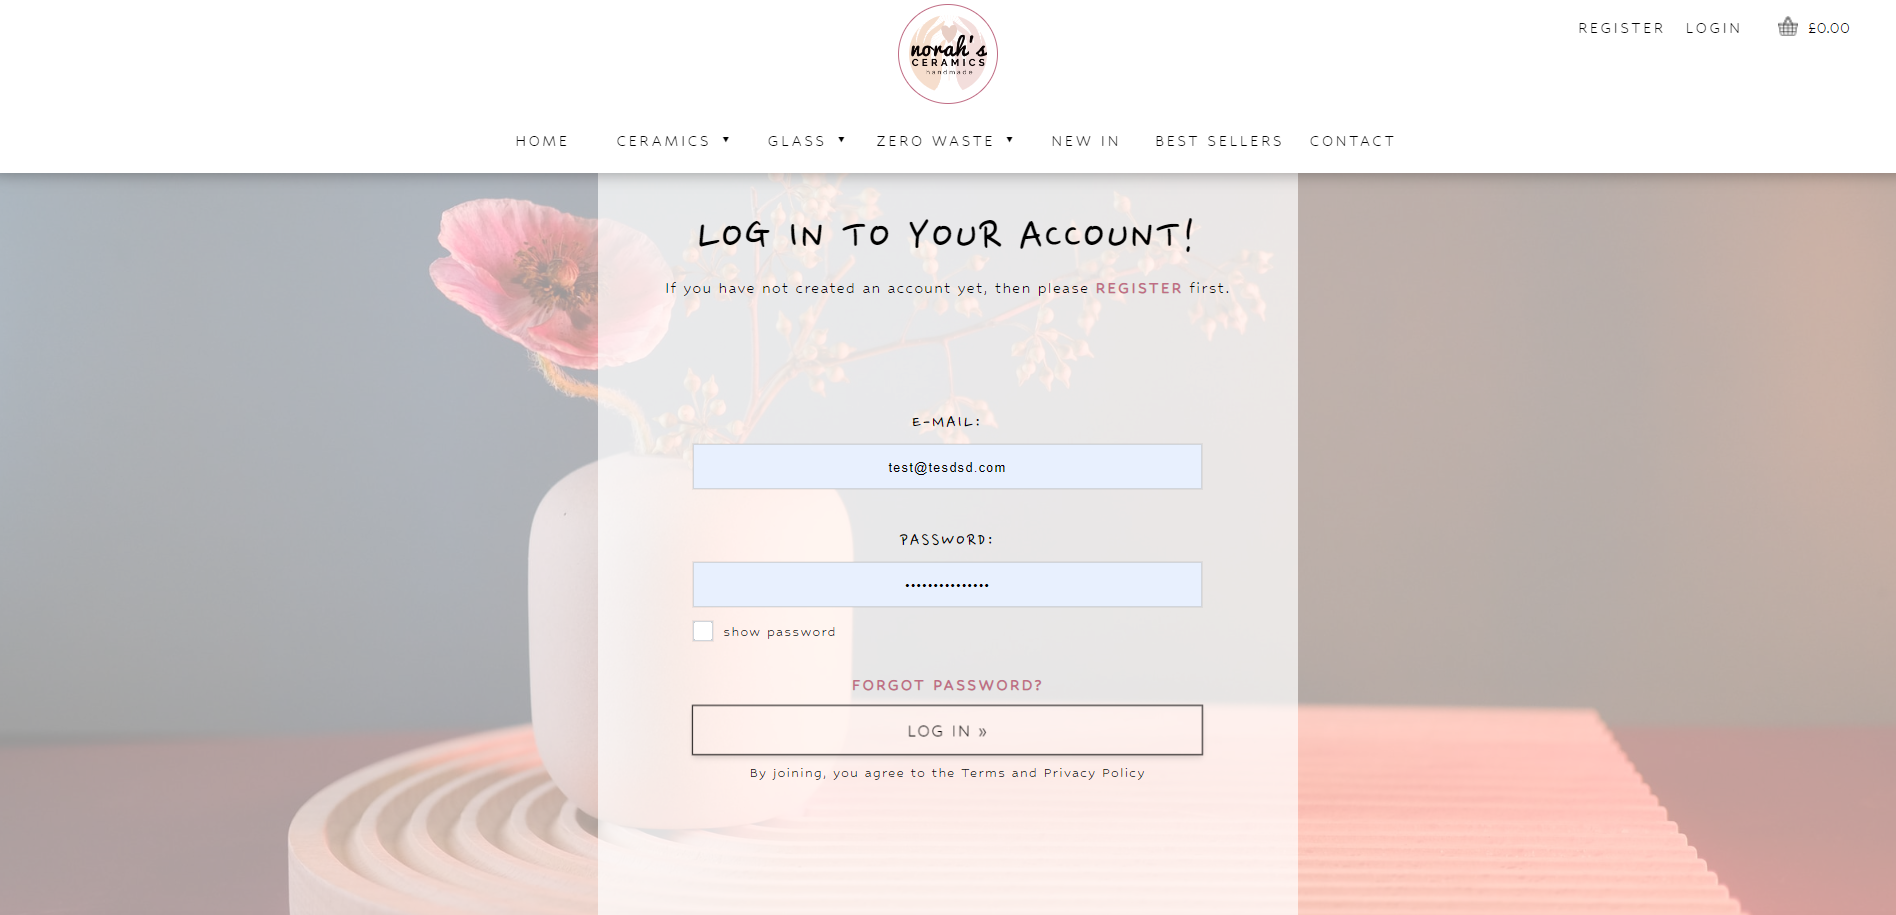 norah's
CERAMICS
handmade
REGISTER LOGIN £0.00
HOME CERAMICS ▼ GLASS ▼ ZERO WASTE ▼ NEW IN BEST SELLERS CONTACT
LOG IN TO YOUR ACCOUNT!
If you have not created an account yet, then please REGISTER first.
E-MAIL:
test@tesdsd.com
PASSWORD:
•••••••••••••••
show password
FORGOT PASSWORD?
LOG IN »
By joining, you agree to the Terms and Privacy Policy